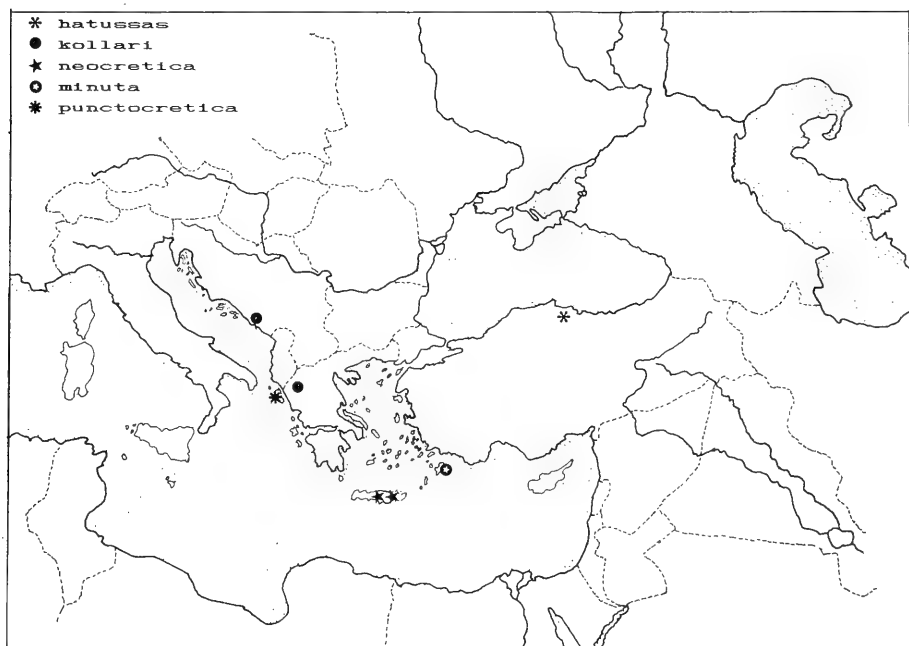 hatussas
kollari
neocretica
minuta
punctocretica